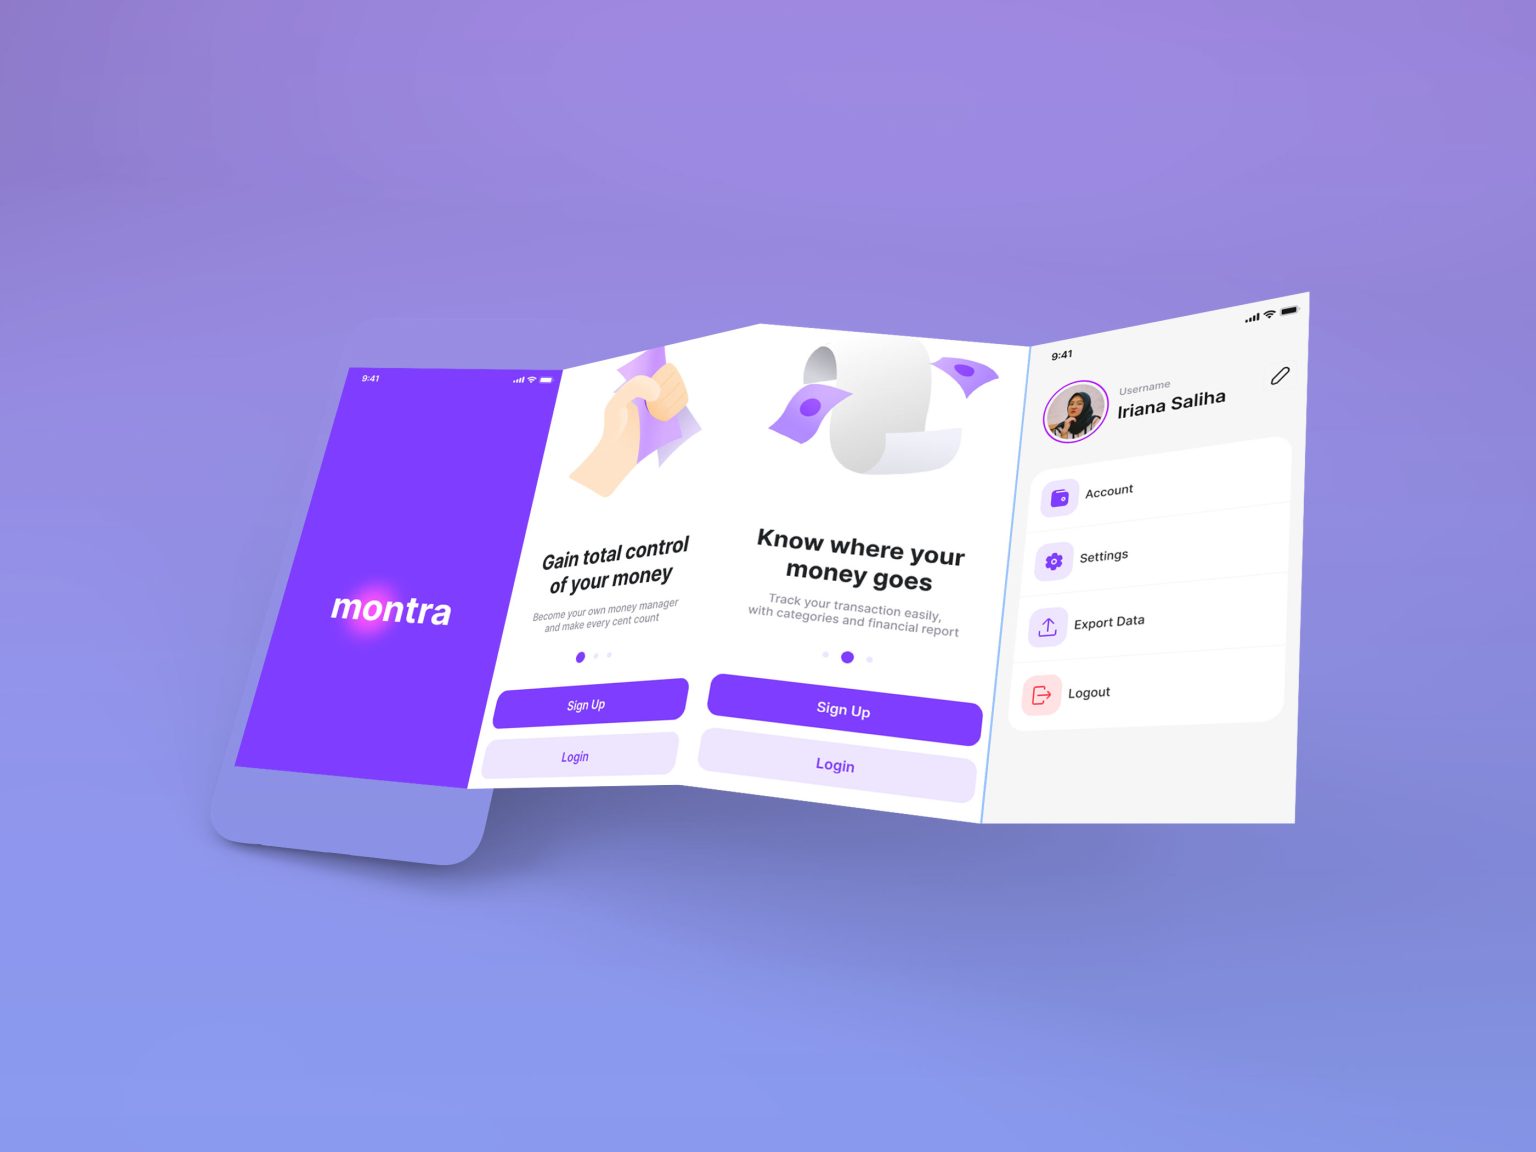 9:41
montra
Gain total control
of your money
Become your own money manager
and make every cent count
Sign Up
Login
Know where your
money goes
Track your transaction easily,
with categories and financial report
Sign Up
Login
9:41
Username
Iriana Saliha
Account
Settings
Export Data
Logout